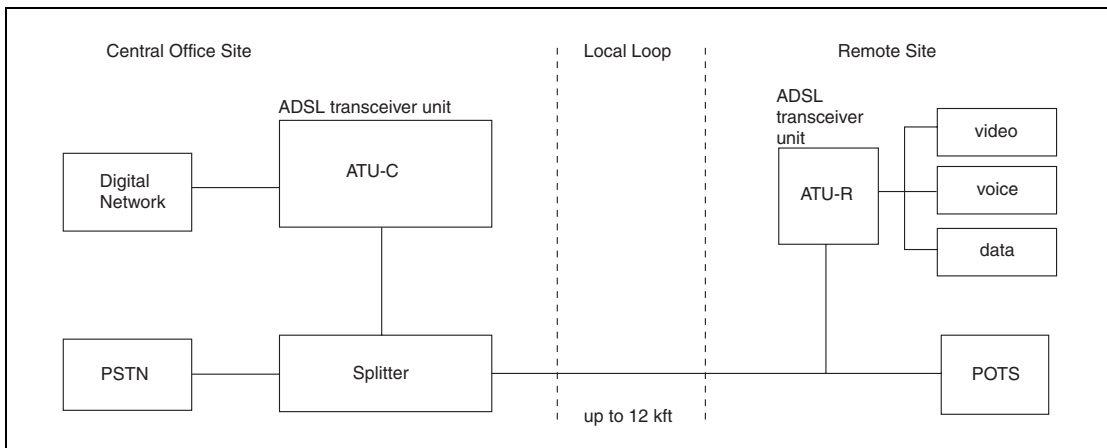 Central Office Site
Local Loop
Remote Site
ADSL transceiver unit
ATU-C
Digital
Network
PSTN
Splitter
up to 12 kft
ADSL
transceiver
unit
ATU-R
video
voice
data
POTS